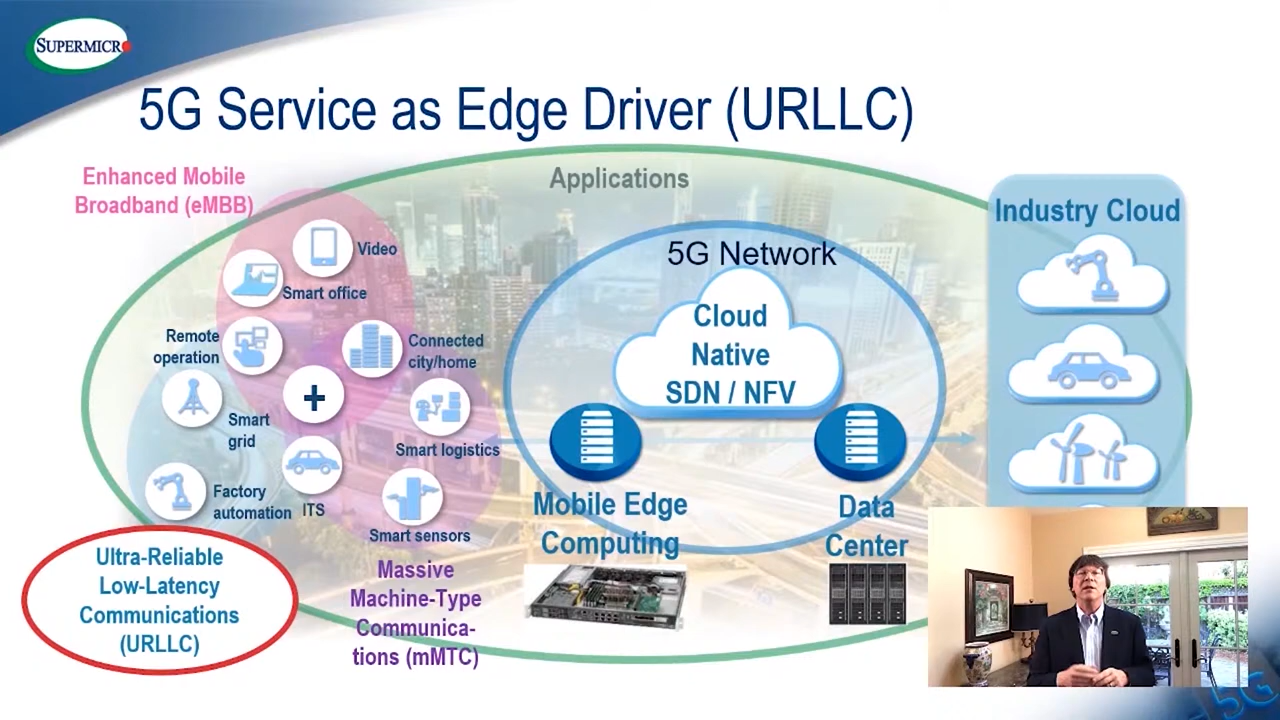 SUPERMICR
5G Service as Edge Driver (URLLC)
Enhanced Mobile
Broadband (eMBB)
Applications
Industry Cloud
Video
Smart office
5G Network
Remote
operation
Connected
city/home
Cloud
Native
SDN / NFV
+
Smart
grid
Smart logistics
Factory
automation
ITS
Smart sensors
Mobile Edge
Computing
Data
Center
Ultra-Reliable
Low-Latency
Communications
(URLLC)
Massive
Machine-Type
Communica-
tions (mMTC)
5G